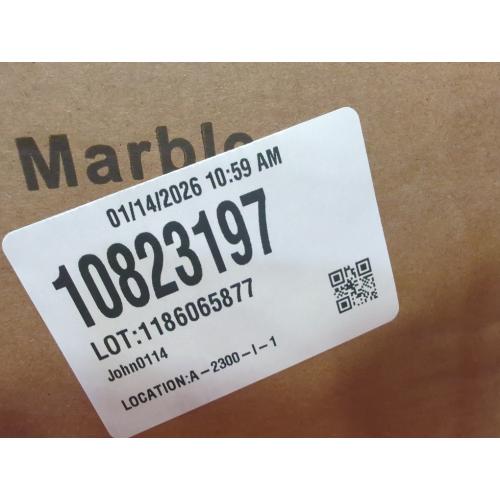 Marble
01/14/2026 10:59 AM
10823197
LOT:1186065877
John0114
LOCATION:A-2300-I-1